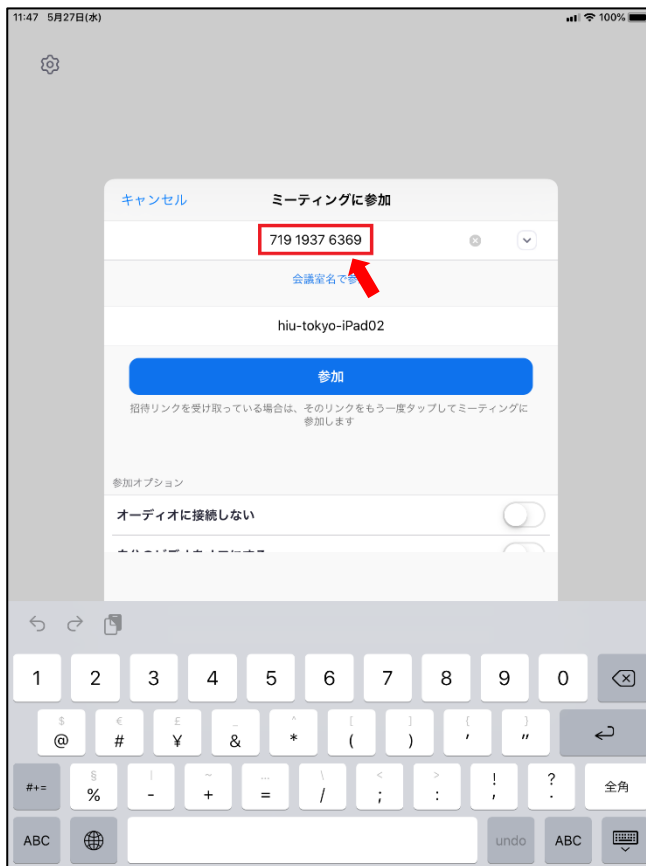 11:47 5月27日(水)
100%
キャンセル
ミーティングに参加
719 1937 6369
会議室名で参
hiu-tokyo-iPad02
参加
招待リンクを受け取っている場合は、そのリンクをもう一度タップしてミーティングに
参加します
参加オプション
オーディオに接続しない
1 2 3 4 5 6 7 8 9 0
$ € £ _ ^ [ ] { }
@ # ¥ & * ( ) ' "
§ | ~ … \ < > ! ?
#+= % - + = / ; : , . 全角
ABC undo ABC